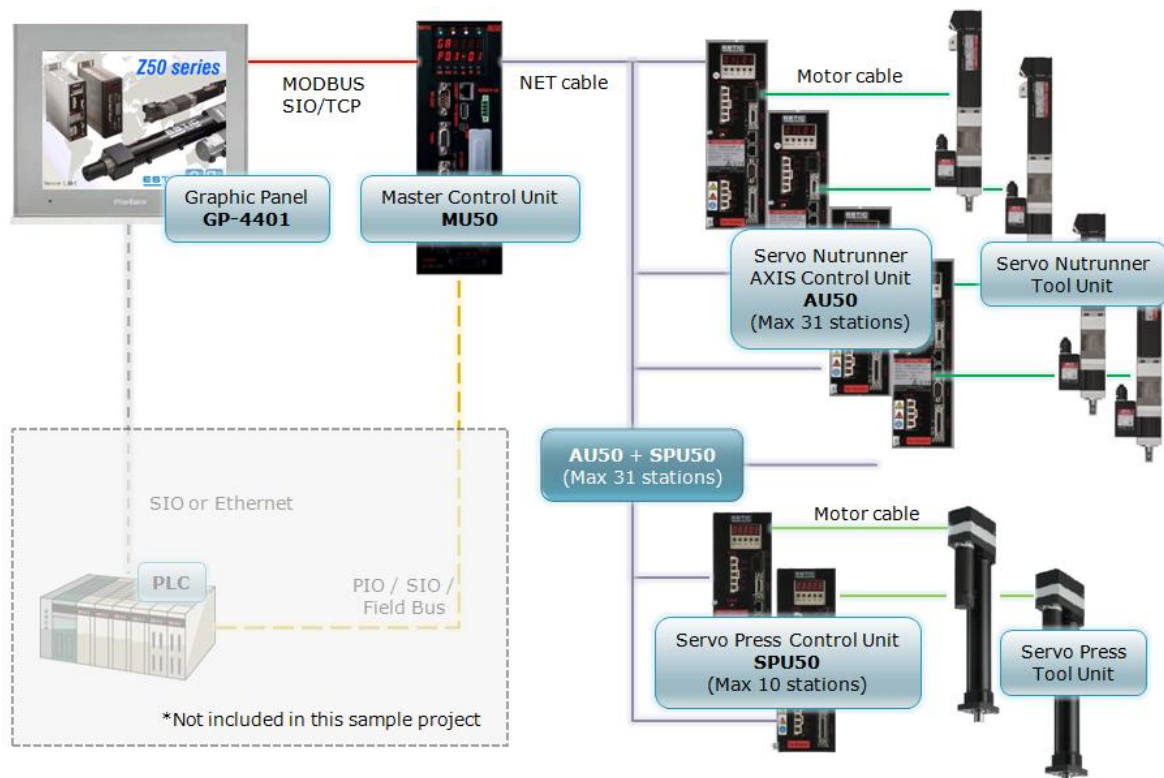 Z50 series
Graphic Panel
GP-4401
MODBUS
SIO/TCP
Master Control Unit
MU50
NET cable
ESTIC
Motor cable
ESTIC
Servo Nutrunner
AXIS Control Unit
AU50
(Max 31 stations)
Servo Nutrunner
Tool Unit
AU50 + SPU50
(Max 31 stations)
SIO or Ethernet
PLC
PIO / SIO /
Field Bus
*Not included in this sample project
ESTIC
Motor cable
Servo Press Control Unit
SPU50
(Max 10 stations)
Servo Press
Tool Unit